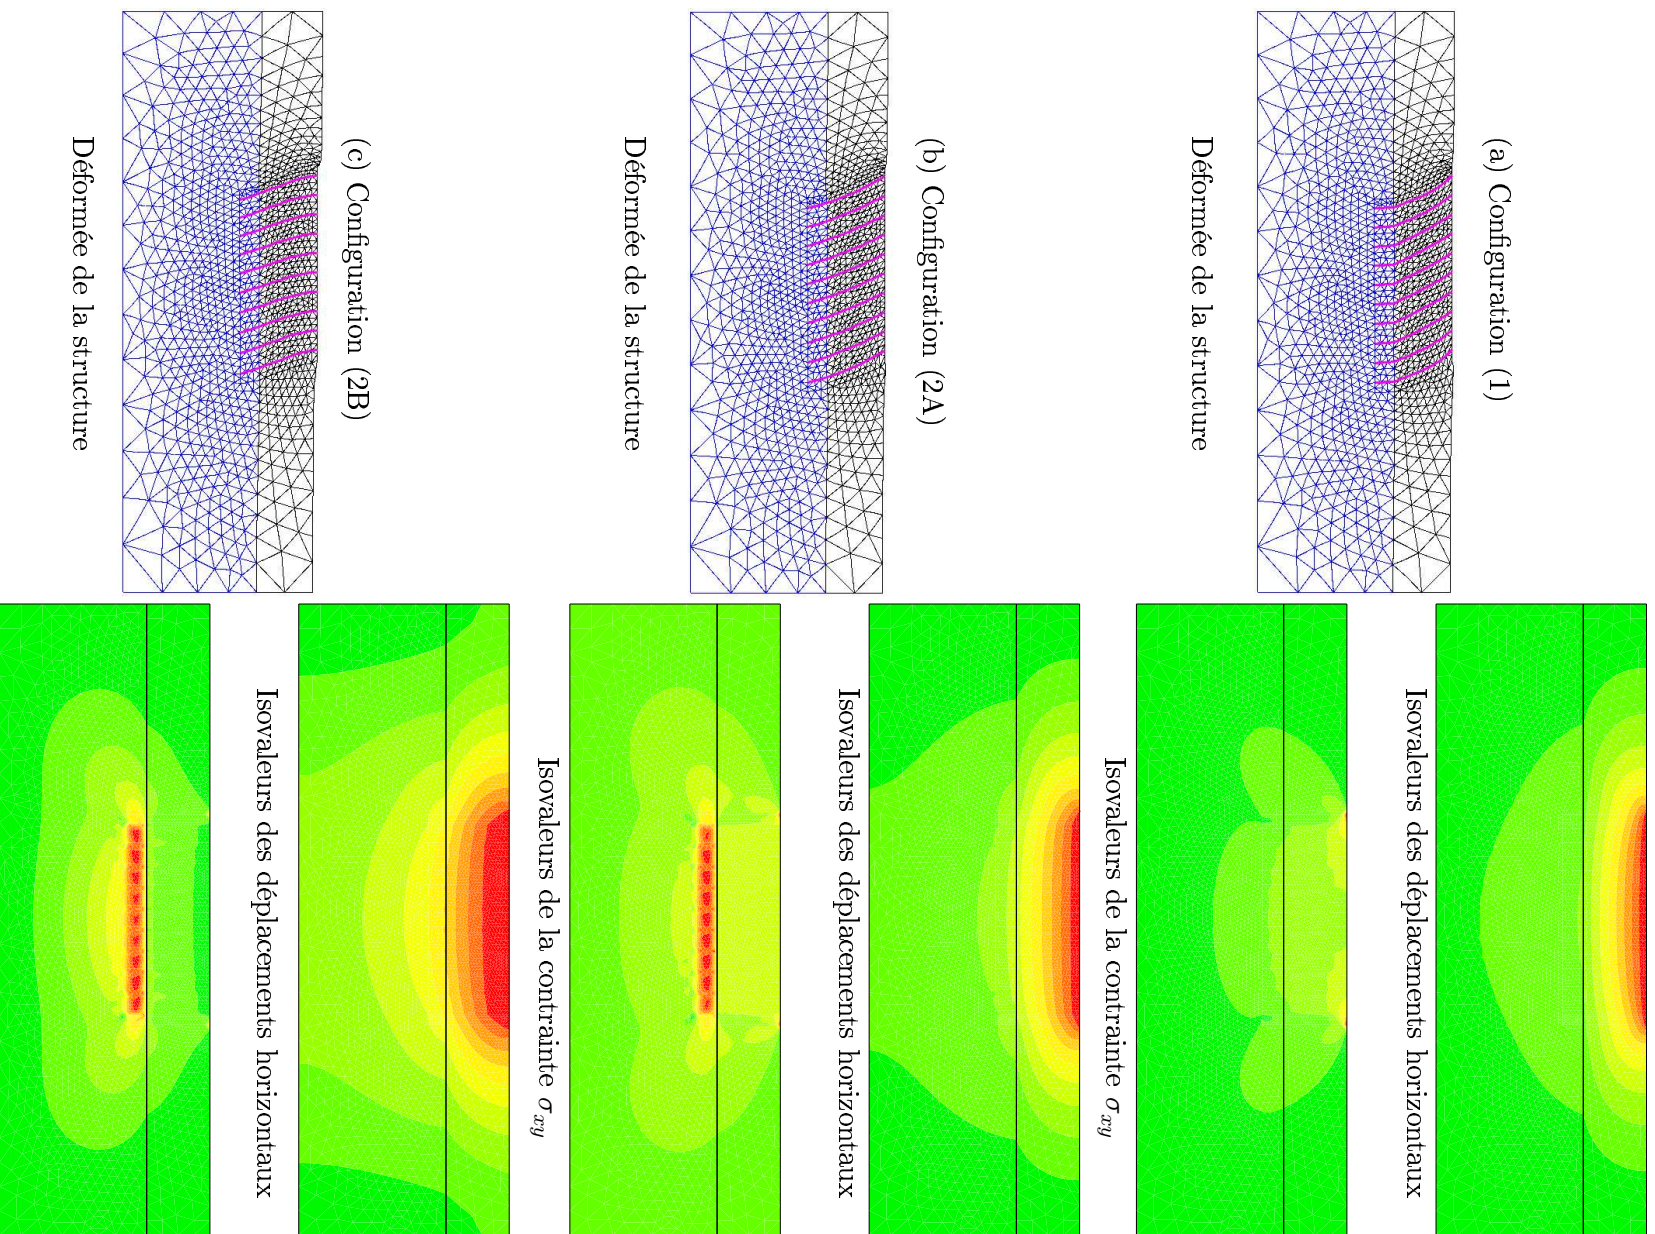 (a) Configuration (1)
Déformée de la structure
Isovaleurs des déplacements horizontaux
Isovaleurs de la contrainte σxy
(b) Configuration (2A)
Déformée de la structure
Isovaleurs des déplacements horizontaux
Isovaleurs de la contrainte σxy
(c) Configuration (2B)
Déformée de la structure
Isovaleurs des déplacements horizontaux